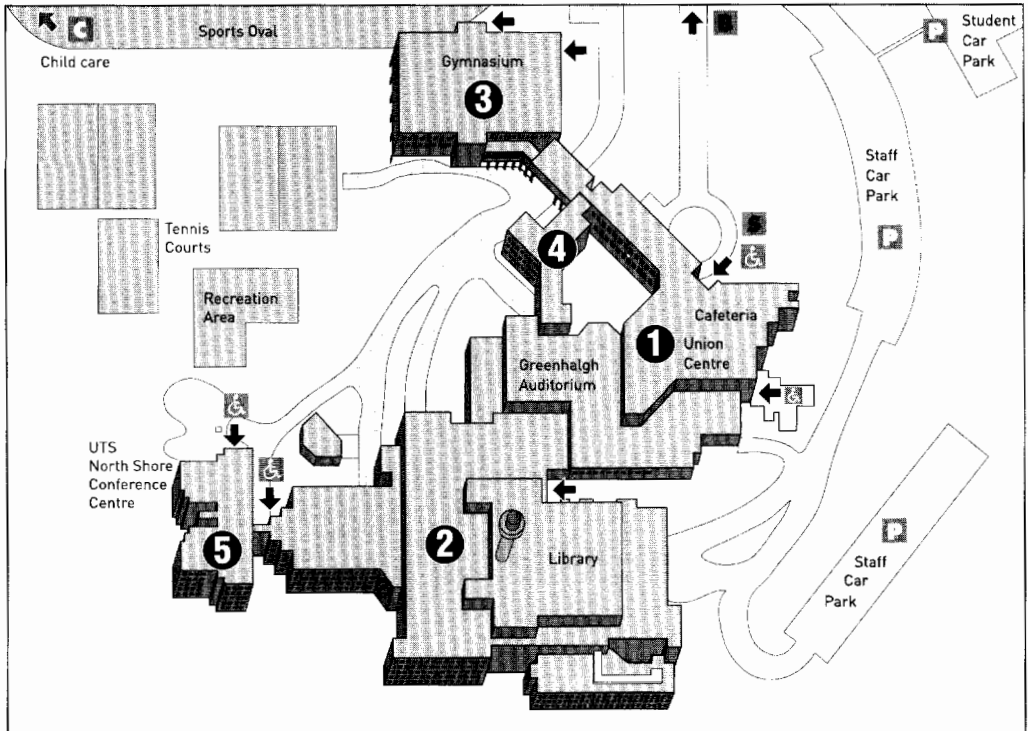 C
Child care
Sports Oval
Gymnasium
3
B
P
Student
Car
Park
Staff
Car
Park
P
Tennis
Courts
4
Recreation
Area
Cafeteria
1
Union
Centre
Greenhalgh
Auditorium
UTS
North Shore
Conference
Centre
5
2
Library
P
Staff
Car
Park